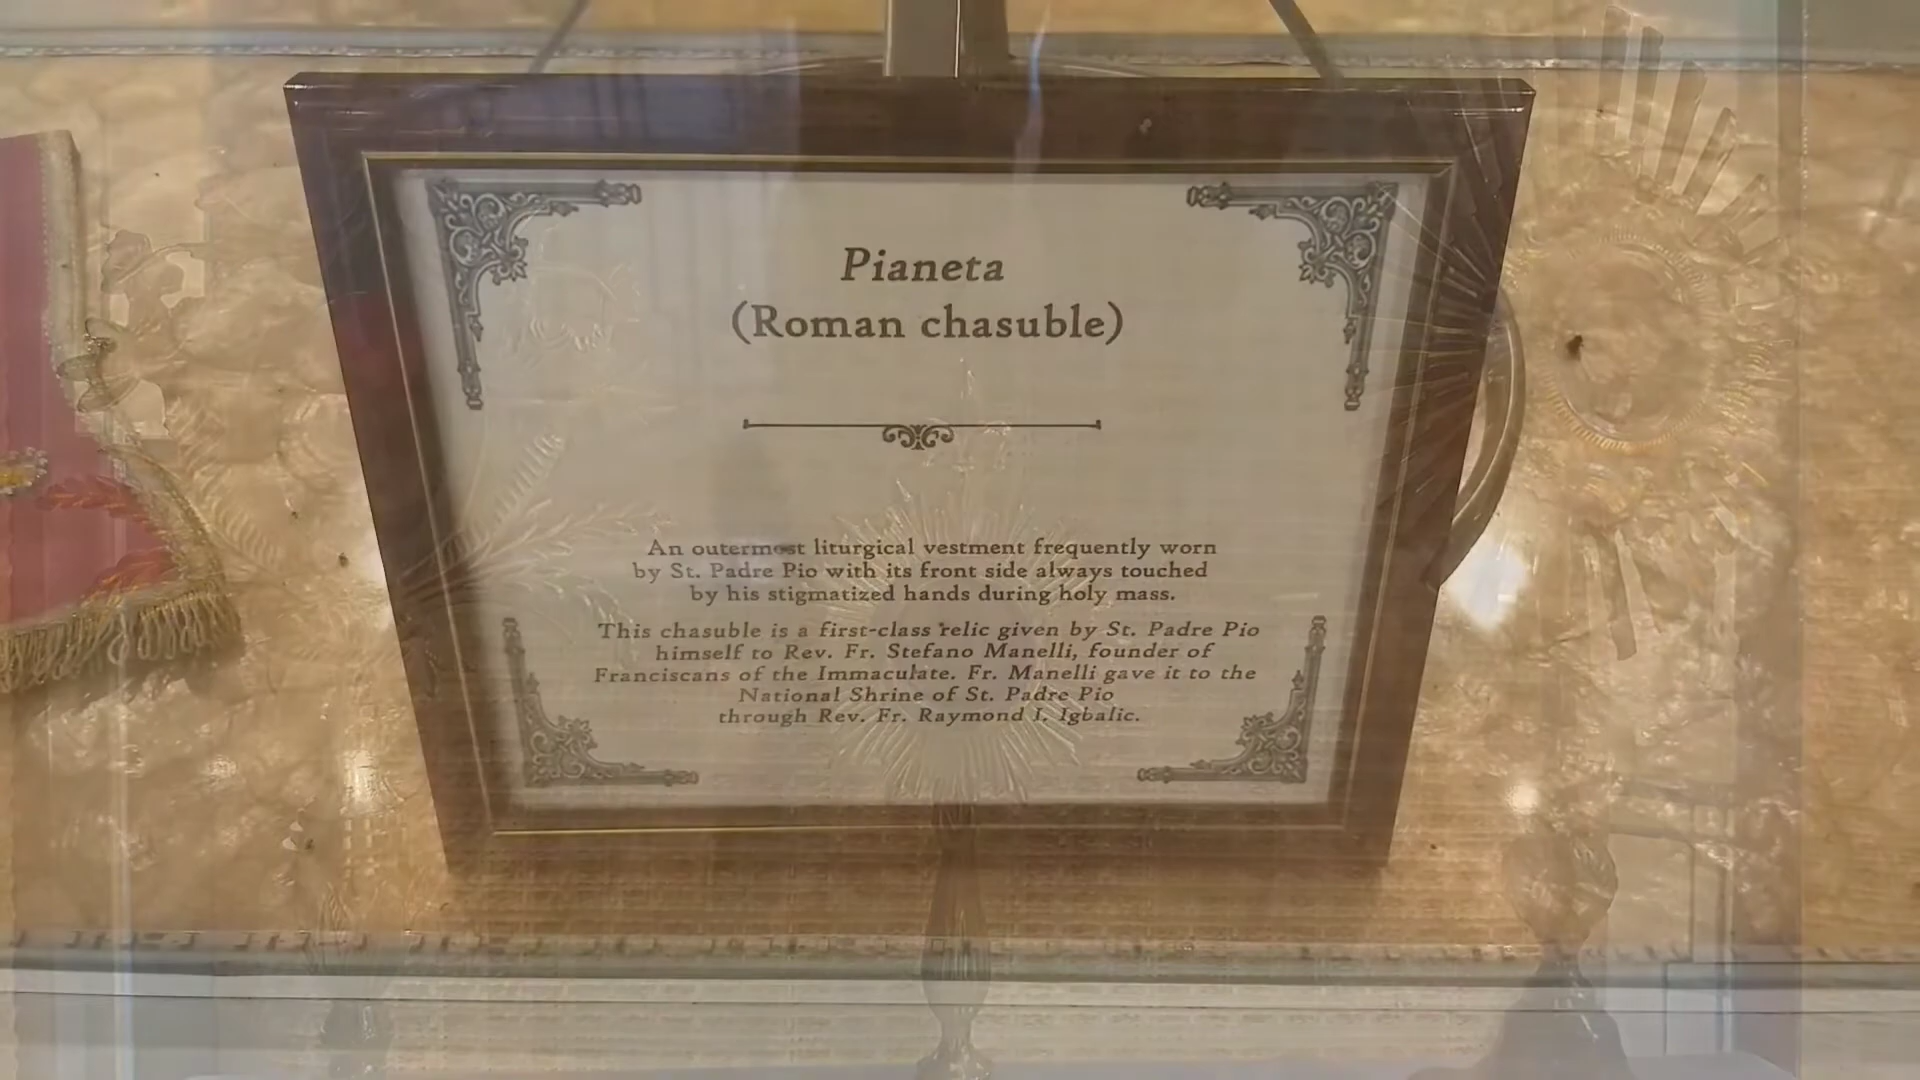 Pianeta
(Roman chasuble)
An outermost liturgical vestment frequently worn
by St. Padre Pio with its front side always touched
by his stigmatized hands during holy mass.
This chasuble is a first-class relic given by St. Padre Pio
himself to Rev. Fr. Stefano Manelli, founder of
Franciscans of the Immaculate. Fr. Manelli gave it to the
National Shrine of St. Padre Pio
through Rev. Fr. Raymond I. Igbalic.